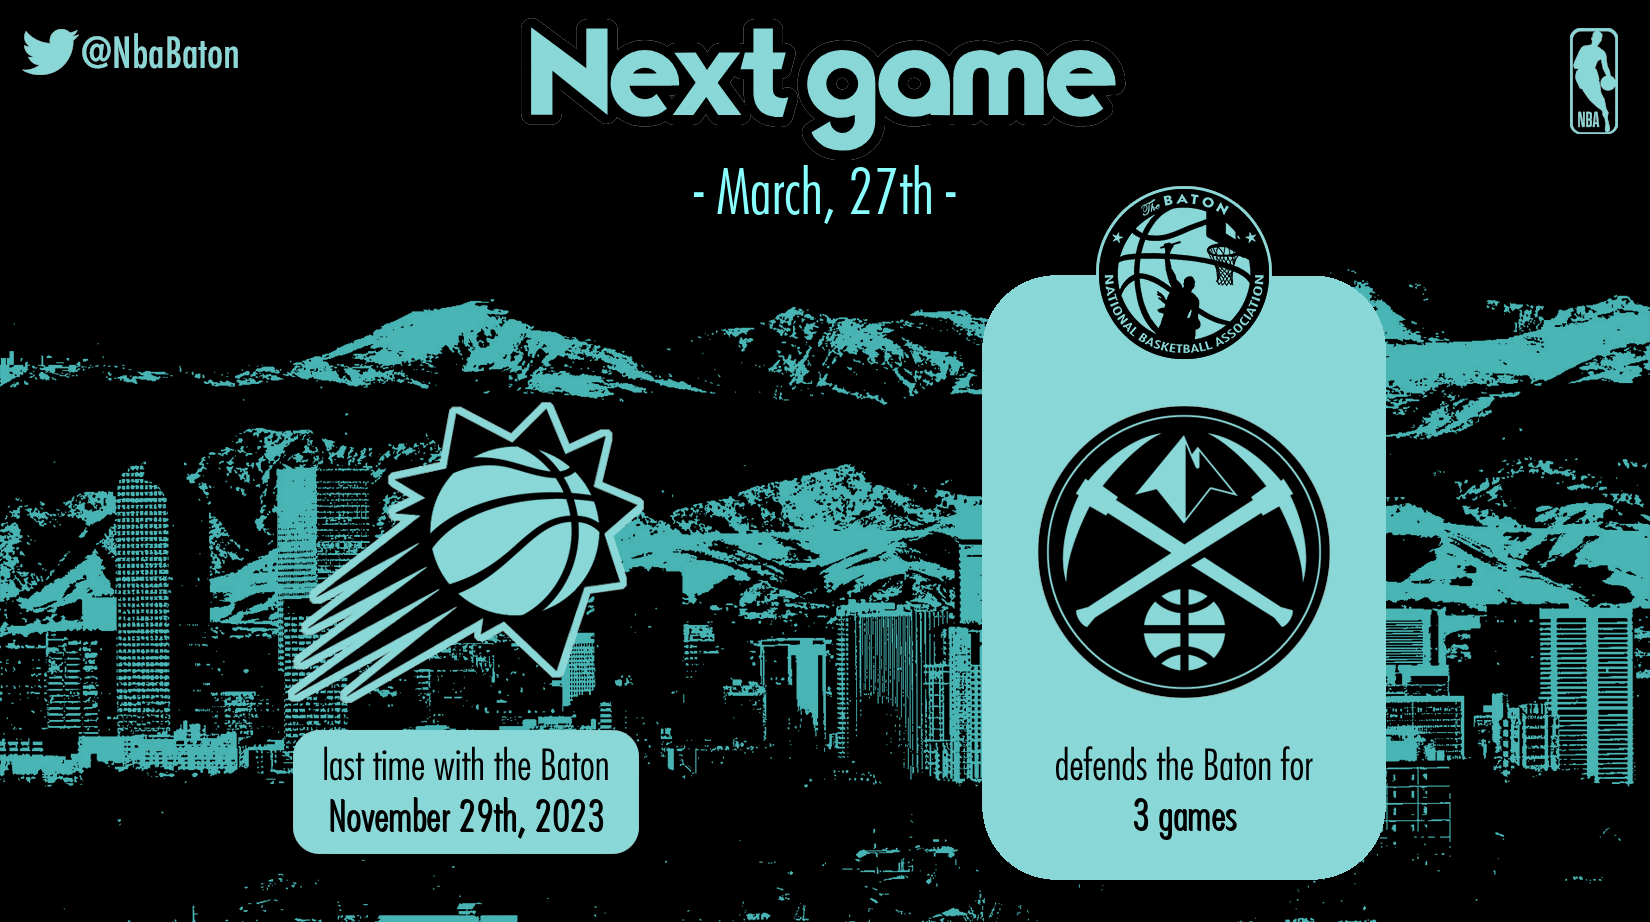 @NbaBaton
Next game
NBA
- March, 27th -
The BATON
NATIONAL BASKETBALL ASSOCIATION
last time with the Baton
November 29th, 2023
defends the Baton for
3 games